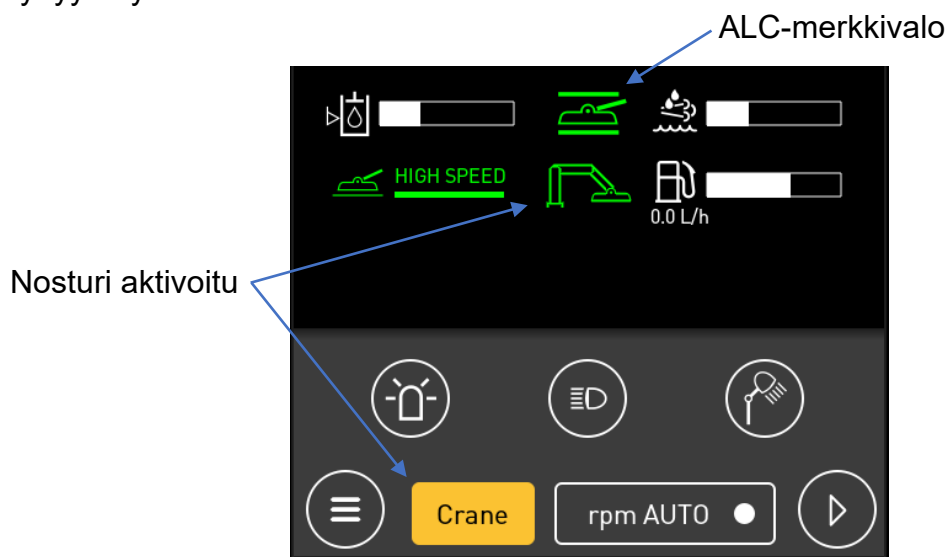 ALC-merkkivalo
HIGH SPEED
0.0 L/h
Nosturi aktivoitu
Crane
rpm AUTO